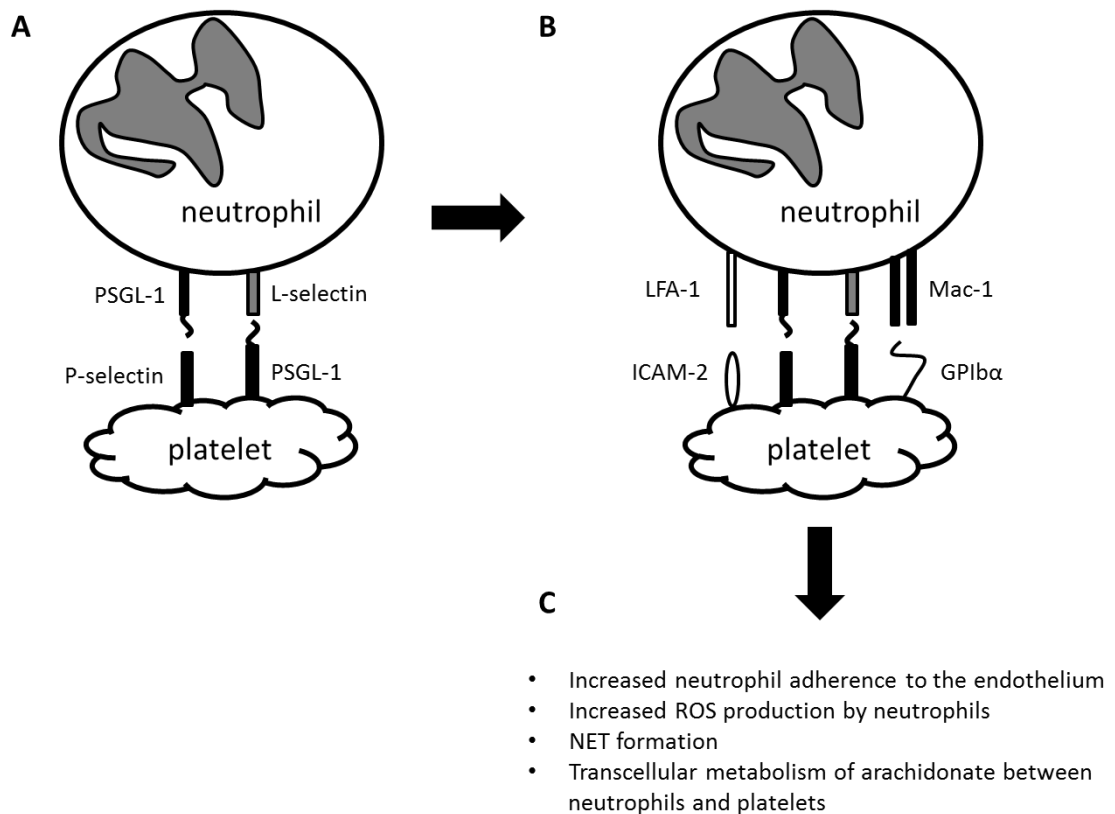 A
B
neutrophil
neutrophil
PSGL-1
L-selectin
LFA-1
Mac-1
P-selectin
PSGL-1
ICAM-2
GPIbα
platelet
platelet
C
• Increased neutrophil adherence to the endothelium
• Increased ROS production by neutrophils
• NET formation
• Transcellular metabolism of arachidonate between
neutrophils and platelets